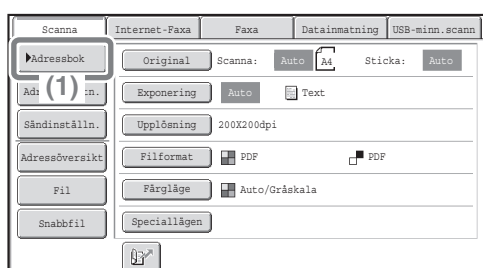 Scanna Internet-Faxa Faxa Datainmatning USB-minn.scann
Adressbok Original Scanna: Auto A4 Sticka: Auto
(1) Exponering Auto Text
Sändinställn. Upplösning 200X200dpi
Adressöversikt Filformat PDF PDF
Fil Färgläge Auto/Gråskala
Snabbfil Speciallägen